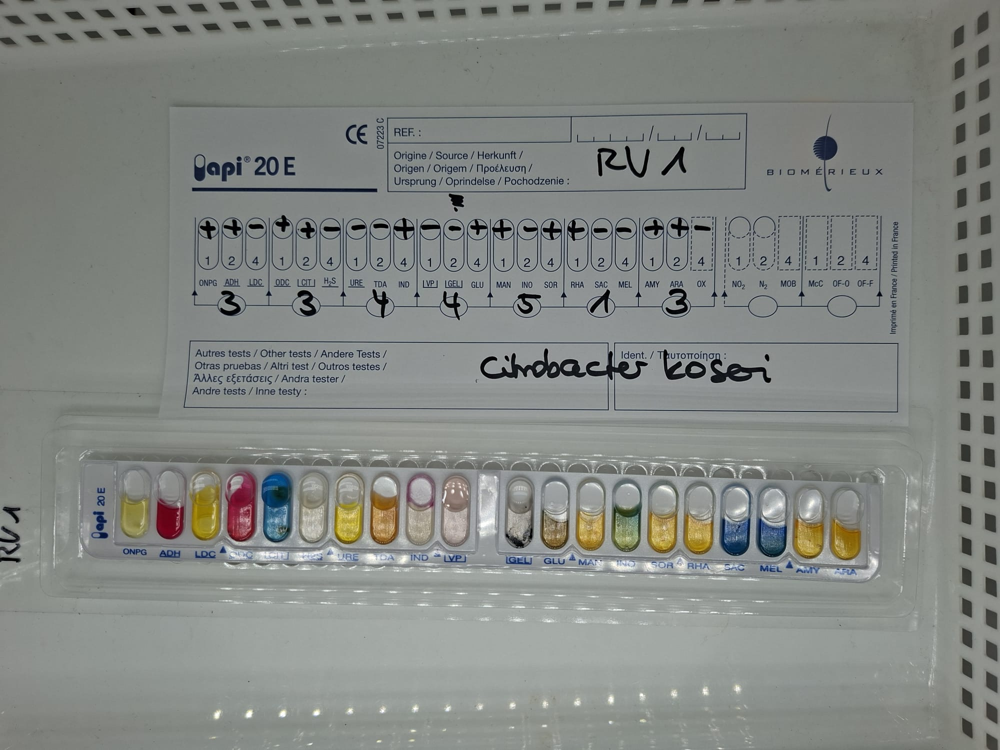 CE
07223 C
REF. :
Origine / Source / Herkunft /
Origen / Origem / Προέλευση /
Ursprung / Oprindelse / Pochodzenie :
RV 1
api® 20 E
BIOMÉRIEUX
+ + - + + - - - + - - + + - + + - - + + -
1 2 4 1 2 4 1 2 4 1 2 4 1 2 4 1 2 4 1 2 4 1 2 4 1 2 4
ONPG ADH LDC ODC |CIT| H₂S URE TDA IND |VP| |GEL| GLU MAN INO SOR RHA SAC MEL AMY ARA OX NO₂ N₂ MOB McC OF-O OF-F
3 3 4 4 5 1 3
Imprimé en France / Printed in France
Autres tests / Other tests / Andere Tests /
Otras pruebas / Altri test / Outros testes /
Άλλες εξετάσεις / Andra tester /
Andre tests / Inne testy :
Ident. / Ταυτοποίηση :
Citrobacter koseri
RV 1
api 20 E
ONPG ADH LDC ODC |CIT| H2S URE TDA IND |VP| |GEL| GLU MAN INO SOR RHA SAC MEL AMY ARA